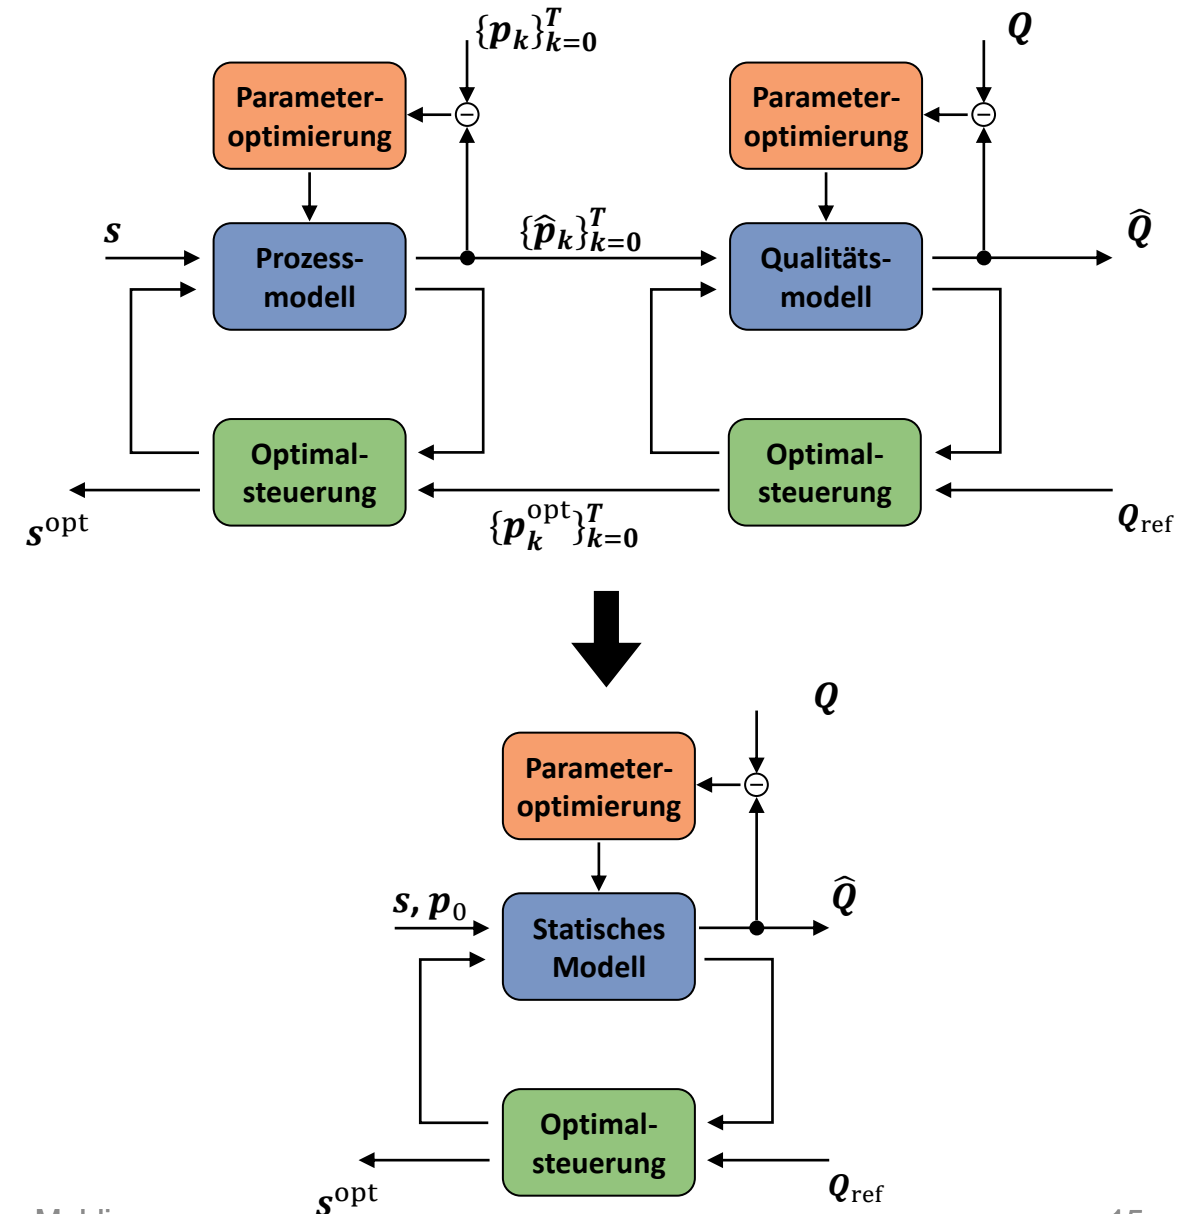 {p_k}_{k=0}^T
Q
Parameter-
optimierung
Parameter-
optimierung
−
−
s
Prozess-
modell
{p̂_k}_{k=0}^T
Qualitäts-
modell
Q̂
Optimal-
steuerung
Optimal-
steuerung
s^opt
{p_k^opt}_{k=0}^T
Q_ref
Q
Parameter-
optimierung
−
s, p_0
Statisches
Modell
Q̂
Optimal-
steuerung
s^opt
Q_ref